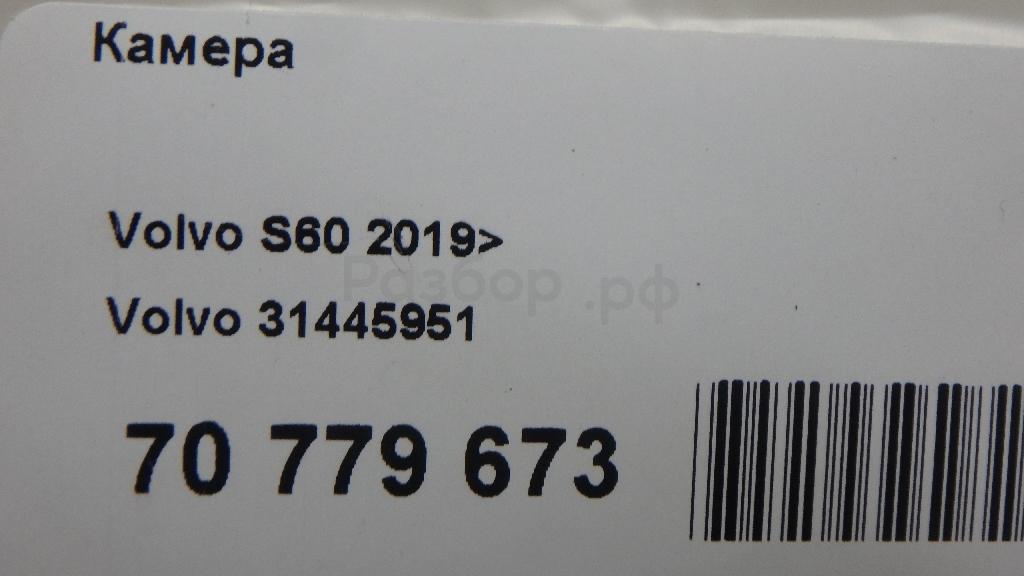 Камера
Volvo S60 2019>
Разбор.рф
Volvo 31445951
70 779 673